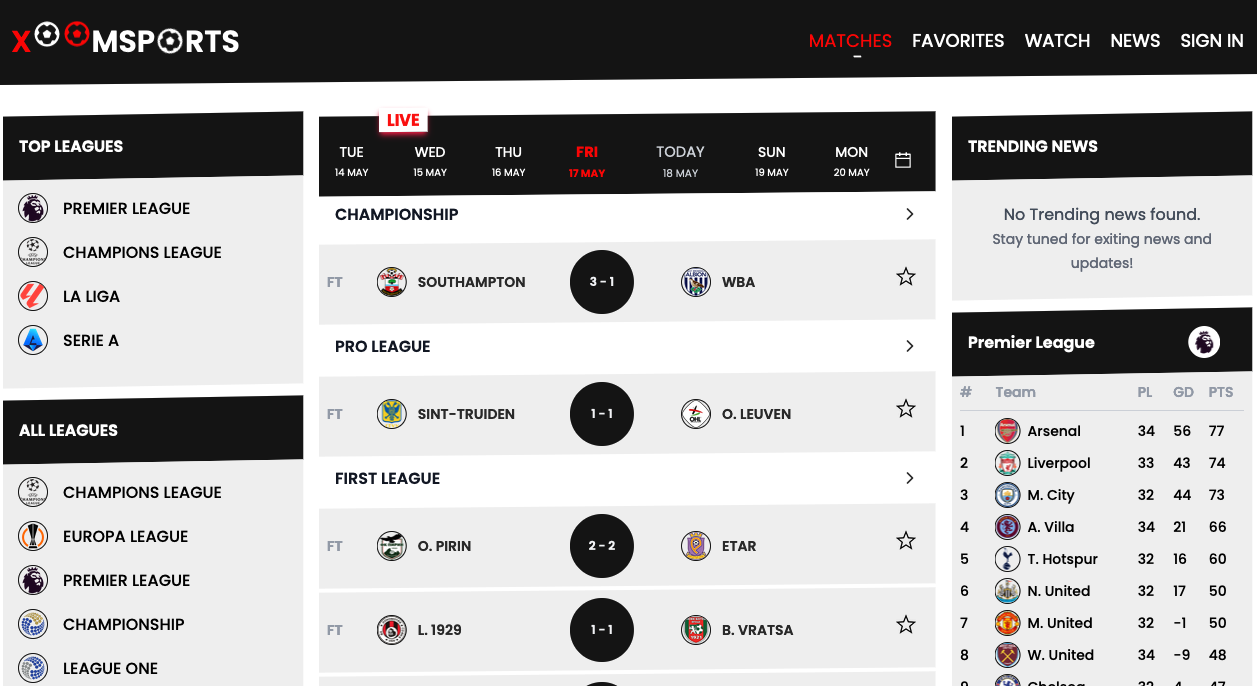 XOOMSPORTS
MATCHES FAVORITES WATCH NEWS SIGN IN
TOP LEAGUES
PREMIER LEAGUE
CHAMPIONS LEAGUE
LA LIGA
SERIE A
ALL LEAGUES
CHAMPIONS LEAGUE
EUROPA LEAGUE
PREMIER LEAGUE
CHAMPIONSHIP
LEAGUE ONE
LIVE
TUE WED THU FRI TODAY SUN MON
14 MAY 15 MAY 16 MAY 17 MAY 18 MAY 19 MAY 20 MAY
CHAMPIONSHIP
FT SOUTHAMPTON 3 - 1 WBA
PRO LEAGUE
FT SINT-TRUIDEN 1 - 1 O. LEUVEN
FIRST LEAGUE
FT O. PIRIN 2 - 2 ETAR
FT L. 1929 1 - 1 B. VRATSA
TRENDING NEWS
No Trending news found.
Stay tuned for exiting news and
updates!
Premier League
# Team PL GD PTS
1 Arsenal 34 56 77
2 Liverpool 33 43 74
3 M. City 32 44 73
4 A. Villa 34 21 66
5 T. Hotspur 32 16 60
6 N. United 32 17 50
7 M. United 32 -1 50
8 W. United 34 -9 48
9 Chelsea 32 4 47